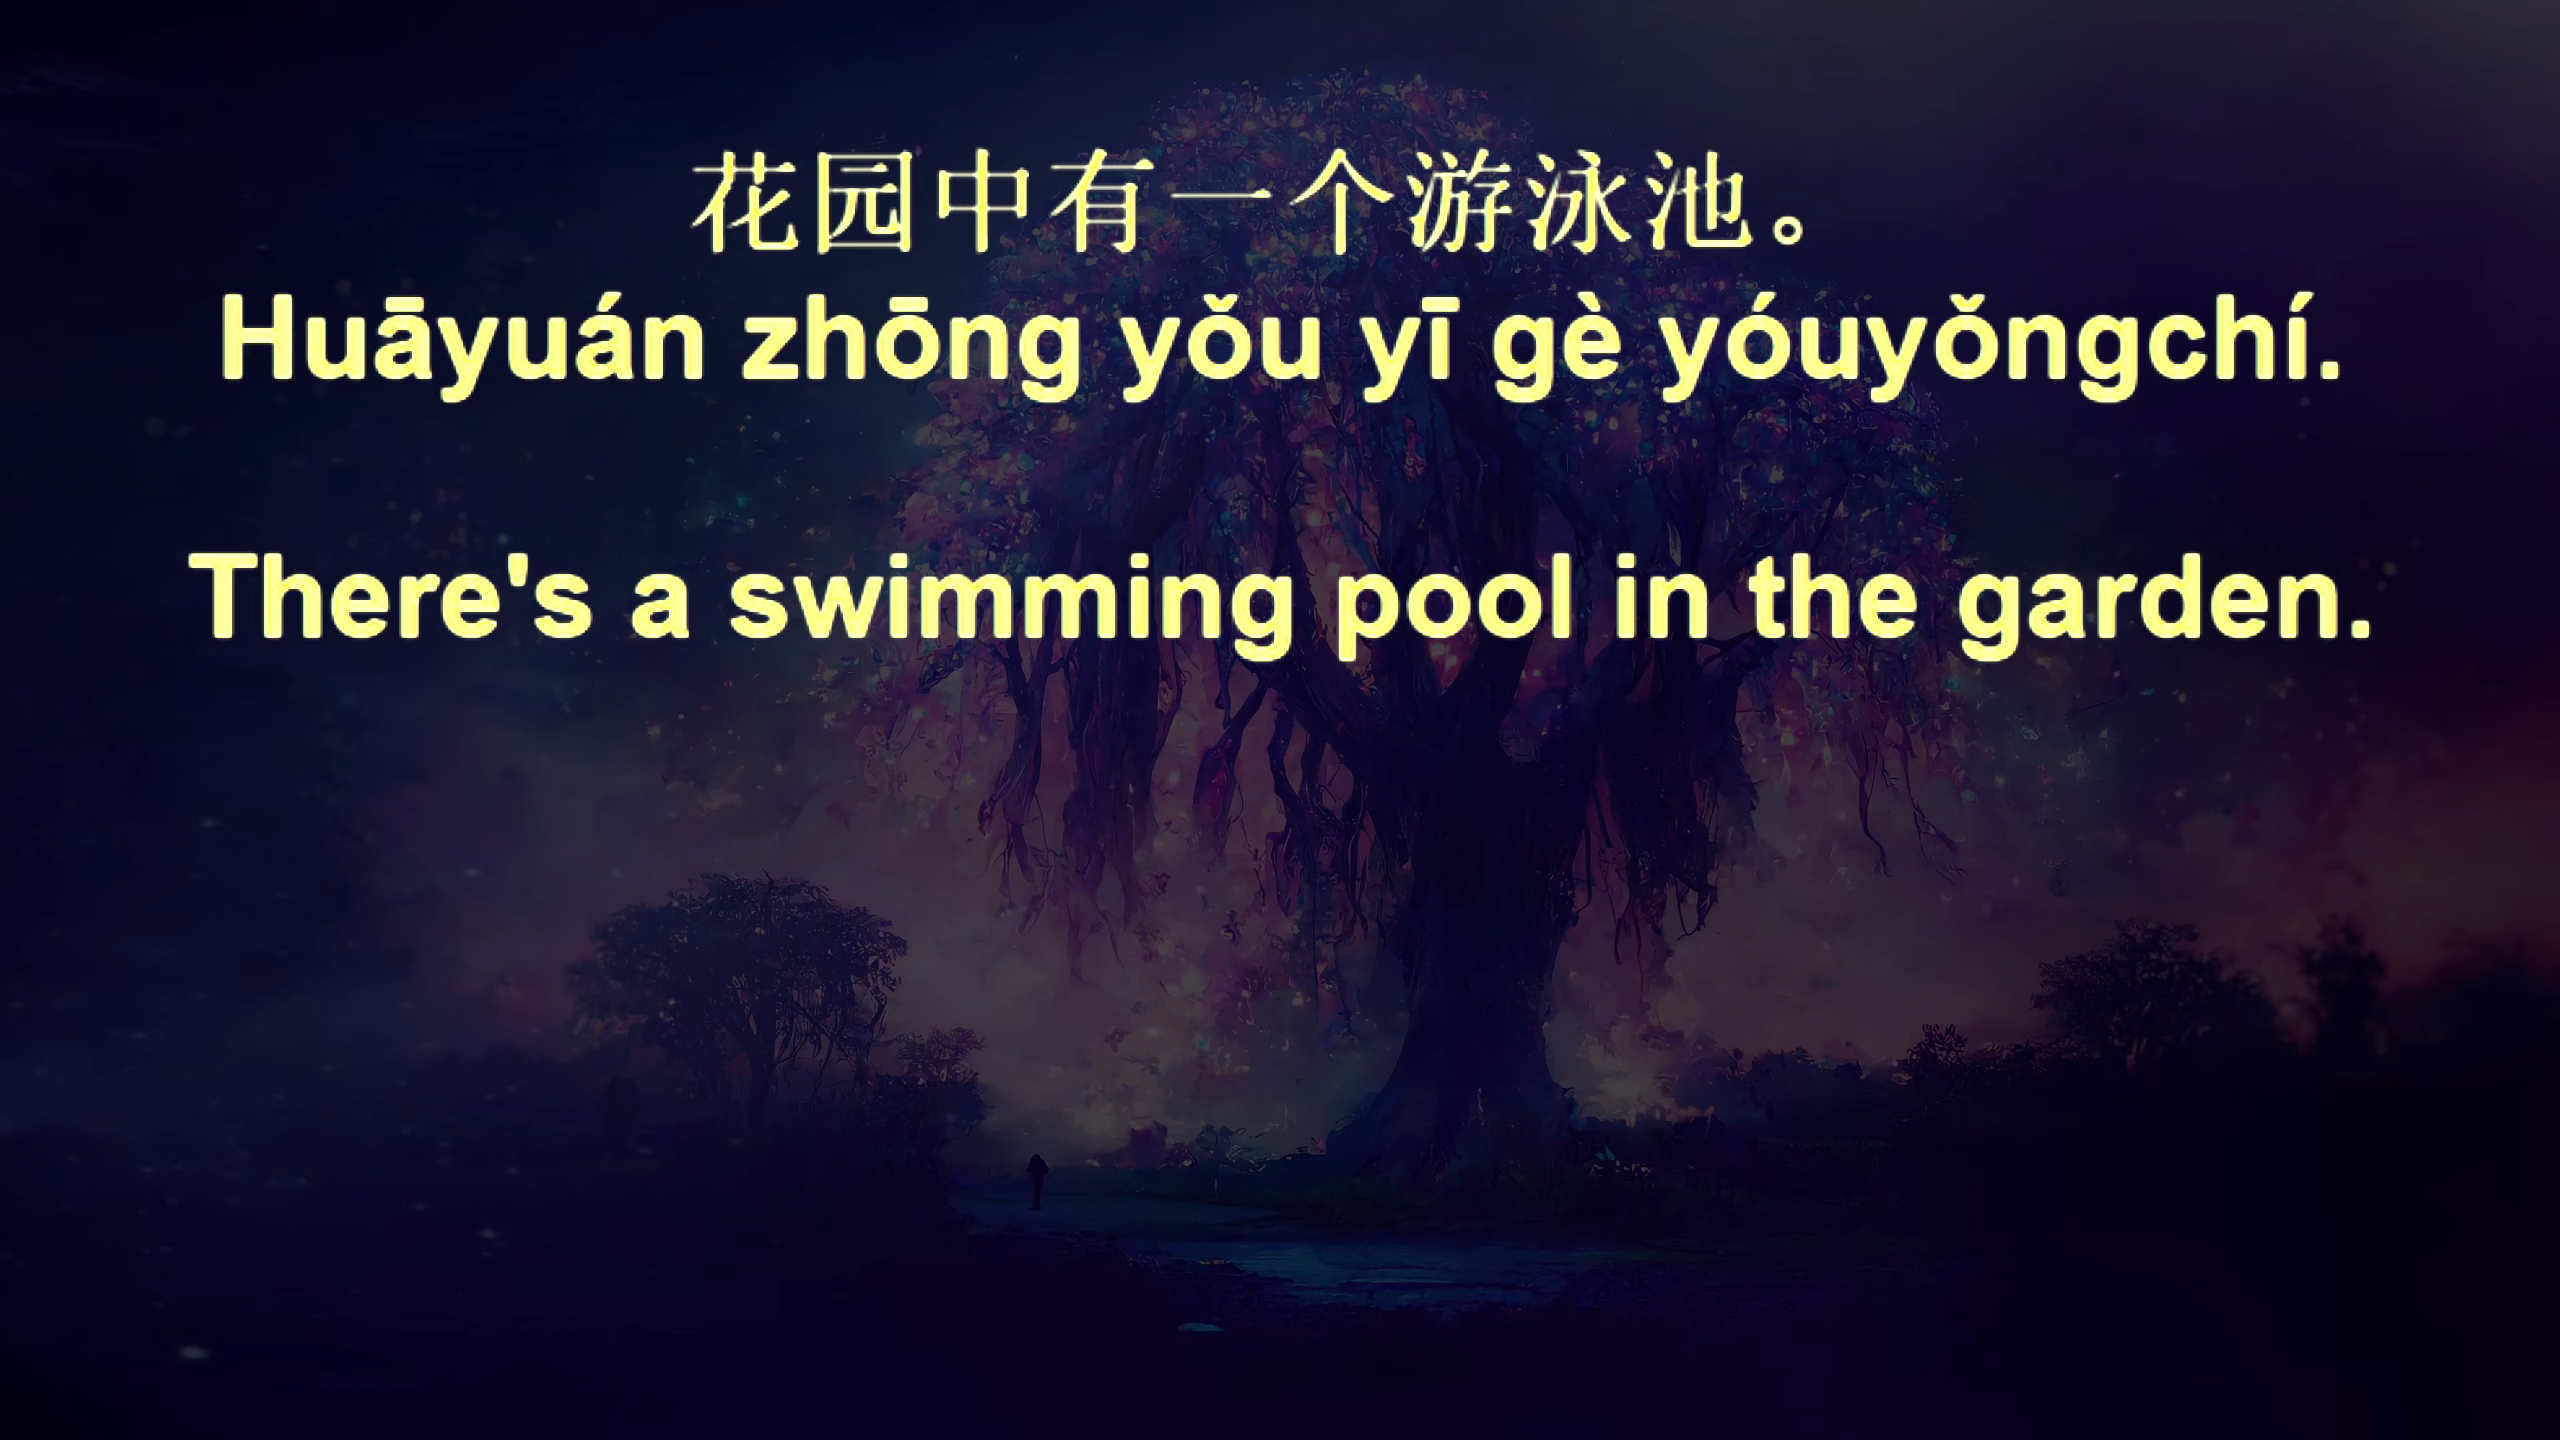 花园中有一个游泳池。
Huāyuán zhōng yǒu yī gè yóuyǒngchí.
There's a swimming pool in the garden.